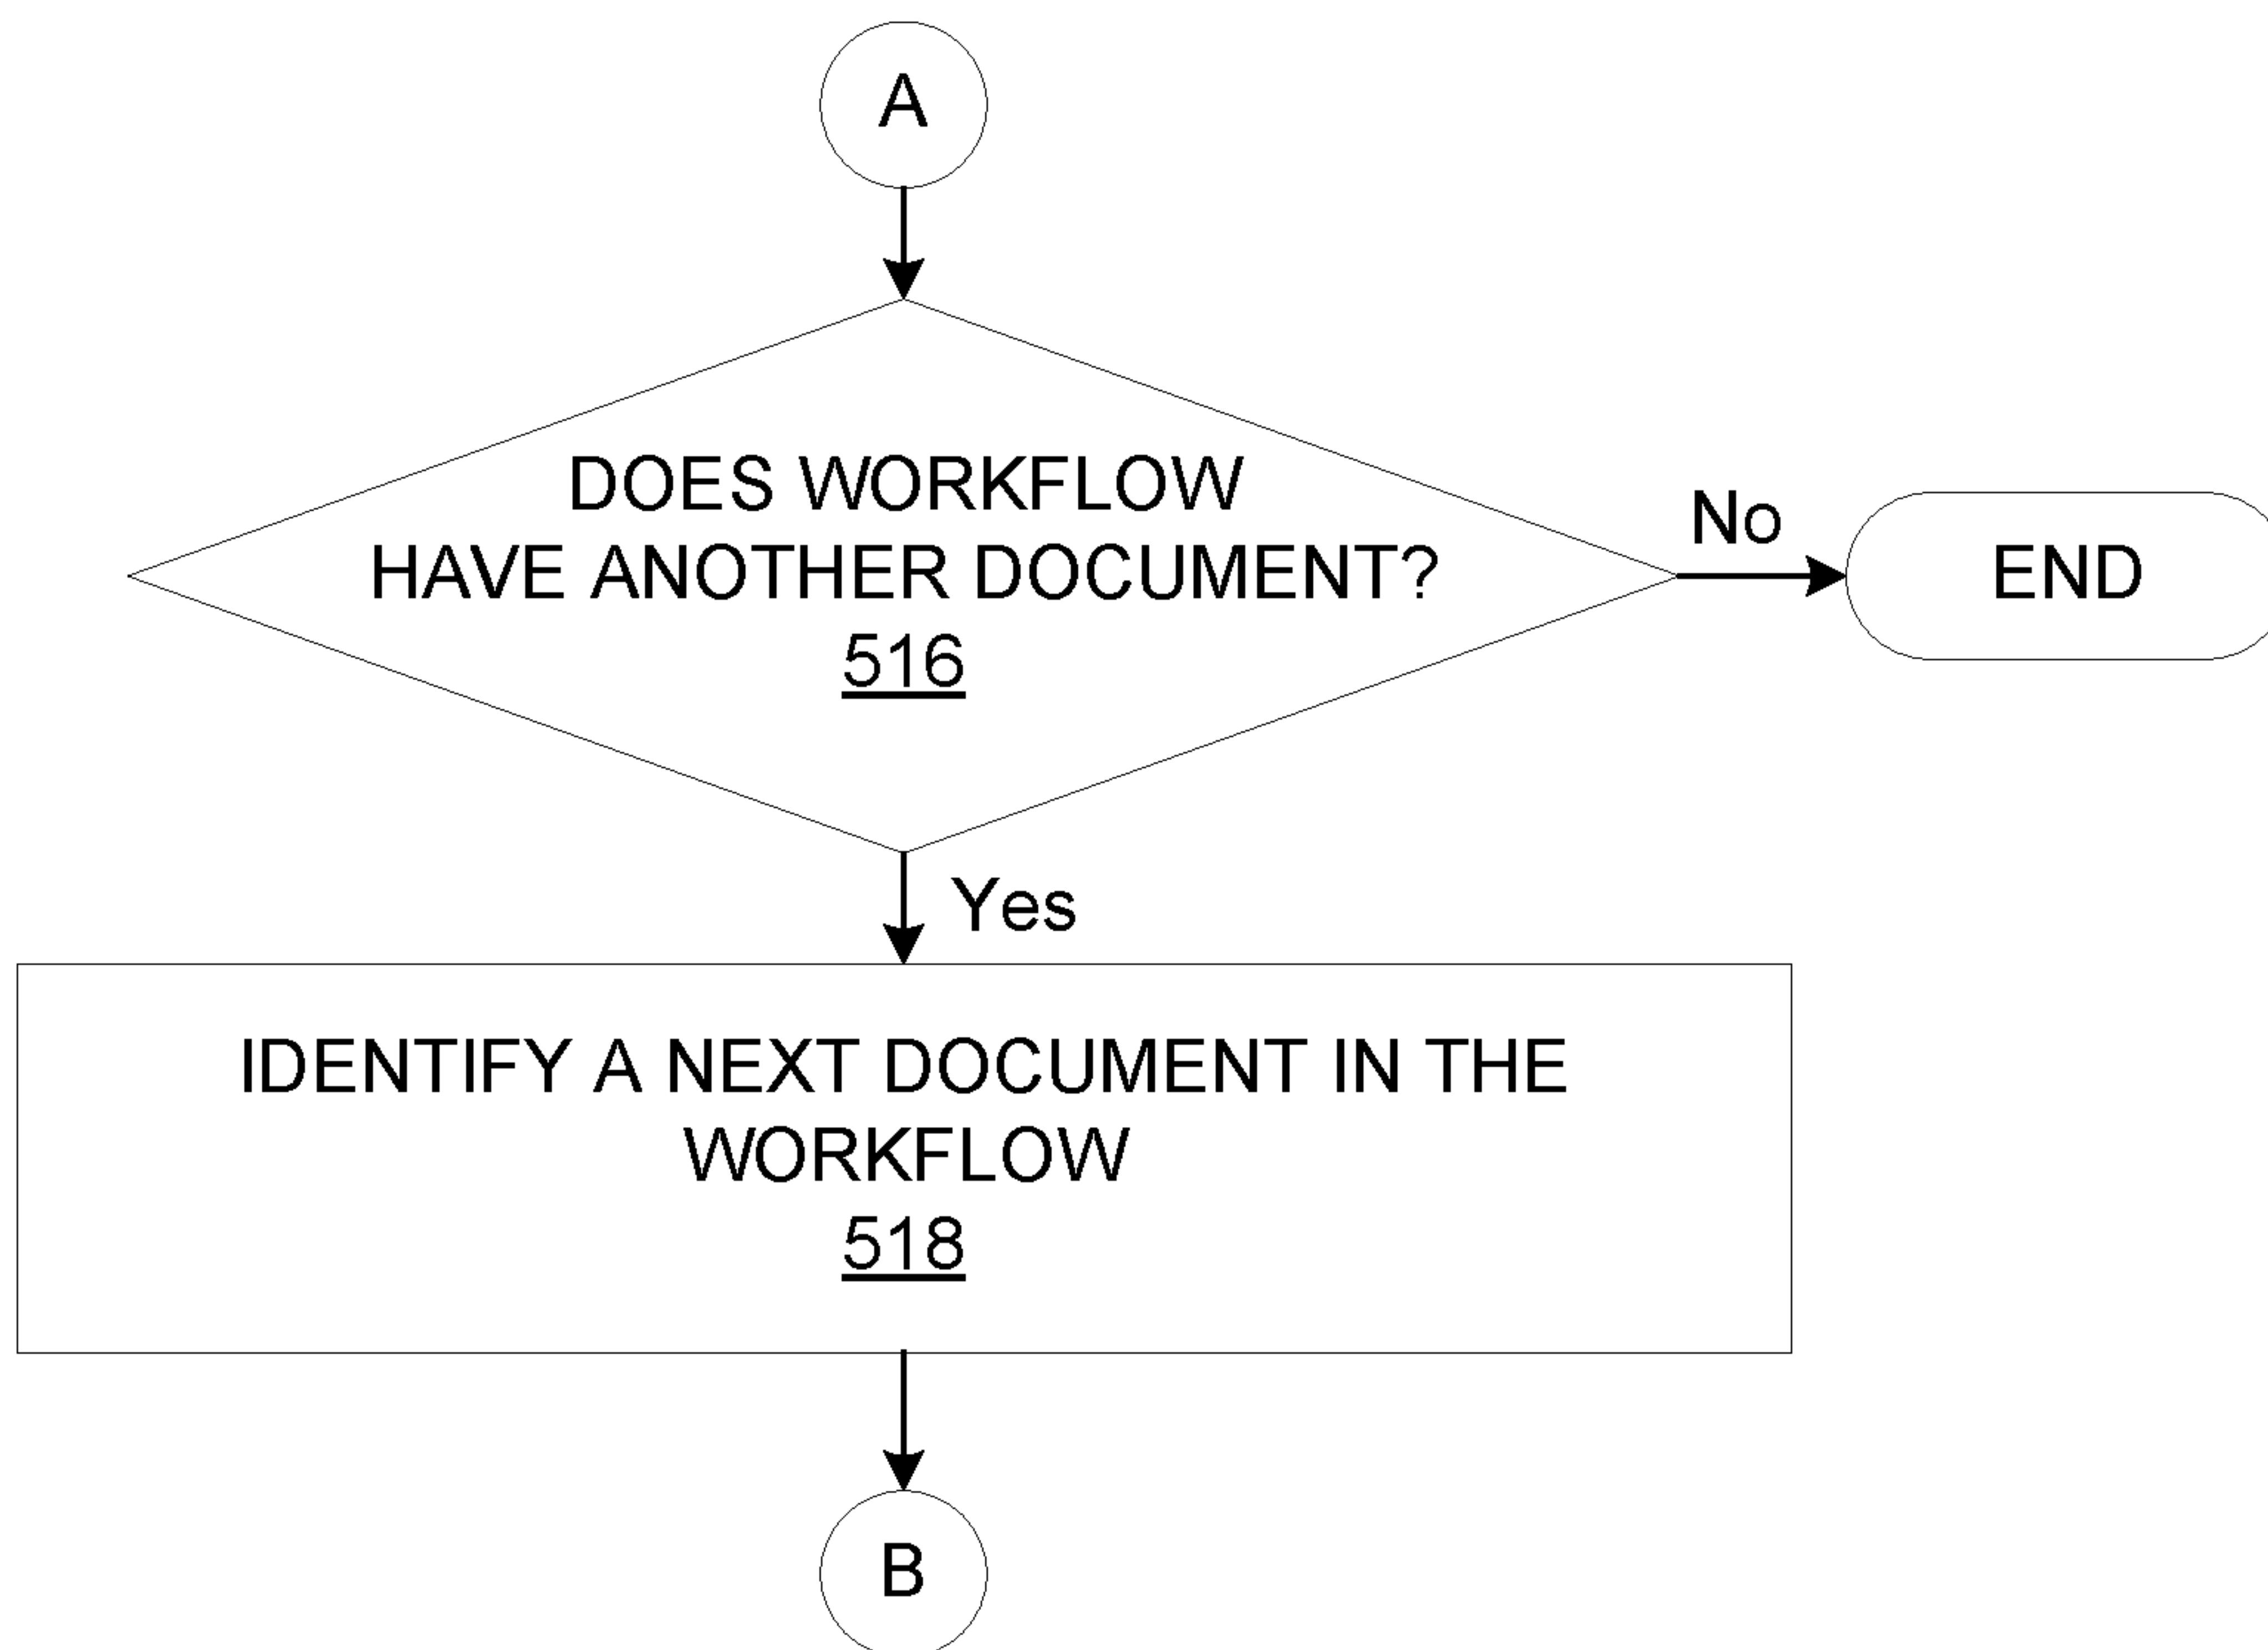 A
DOES WORKFLOW
HAVE ANOTHER DOCUMENT?
516
No
END
Yes
IDENTIFY A NEXT DOCUMENT IN THE
WORKFLOW
518
B